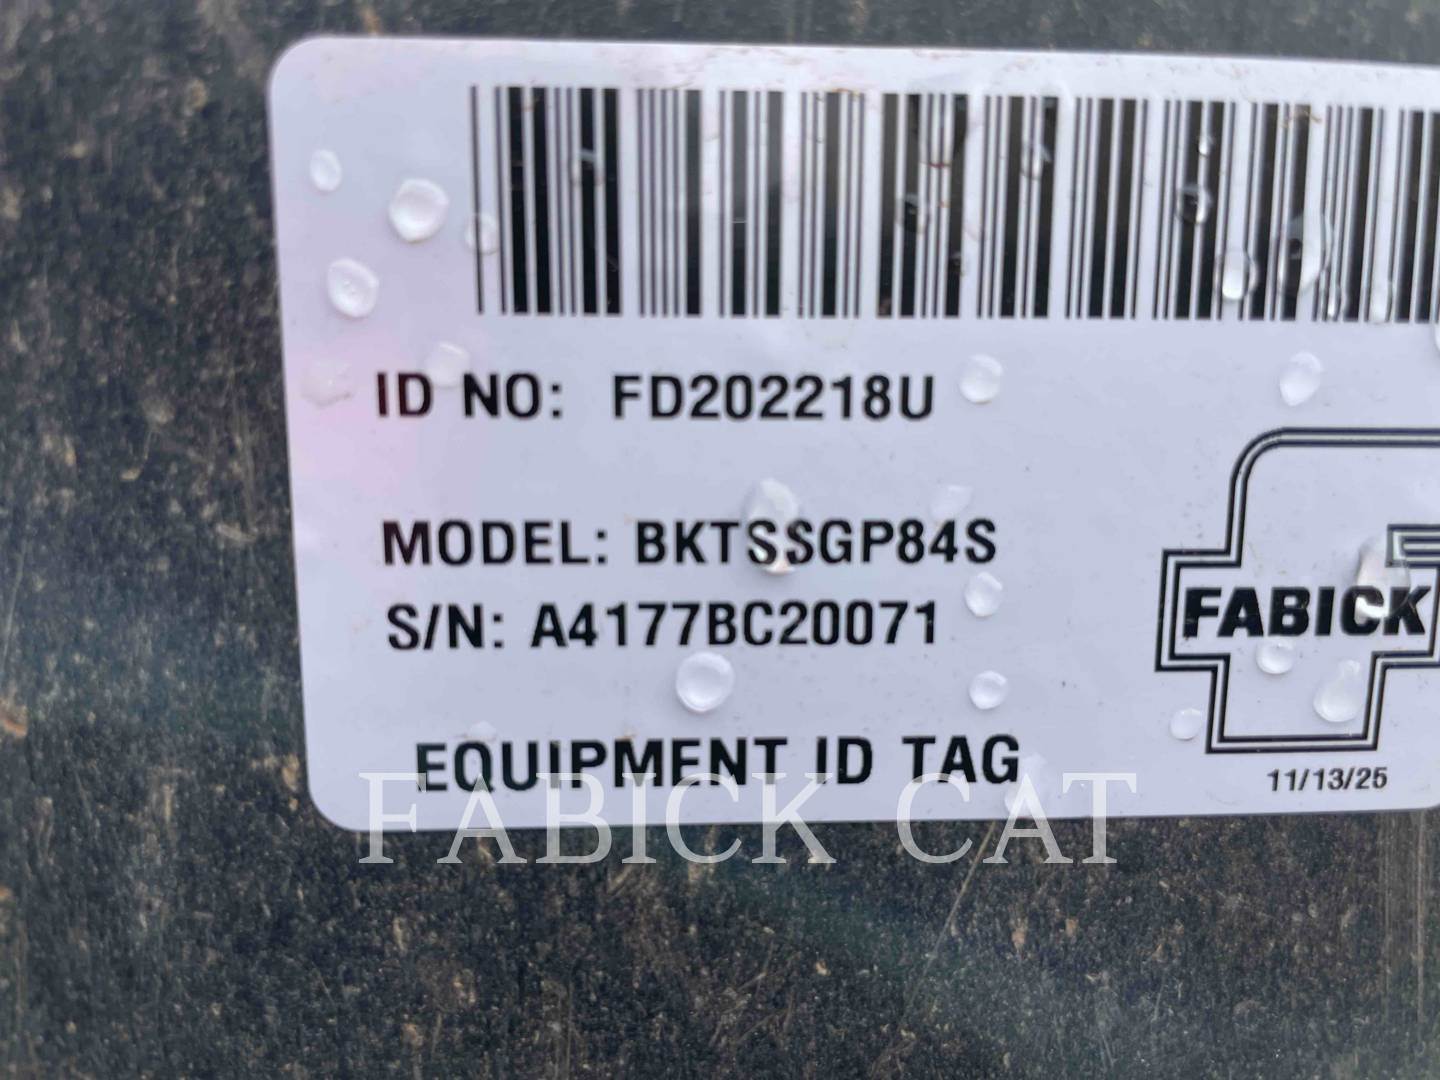 ID NO: FD202218U
MODEL: BKTSSGP84S
S/N: A4177BC20071
FABICK
EQUIPMENT ID TAG
11/13/25
FABICK CAT